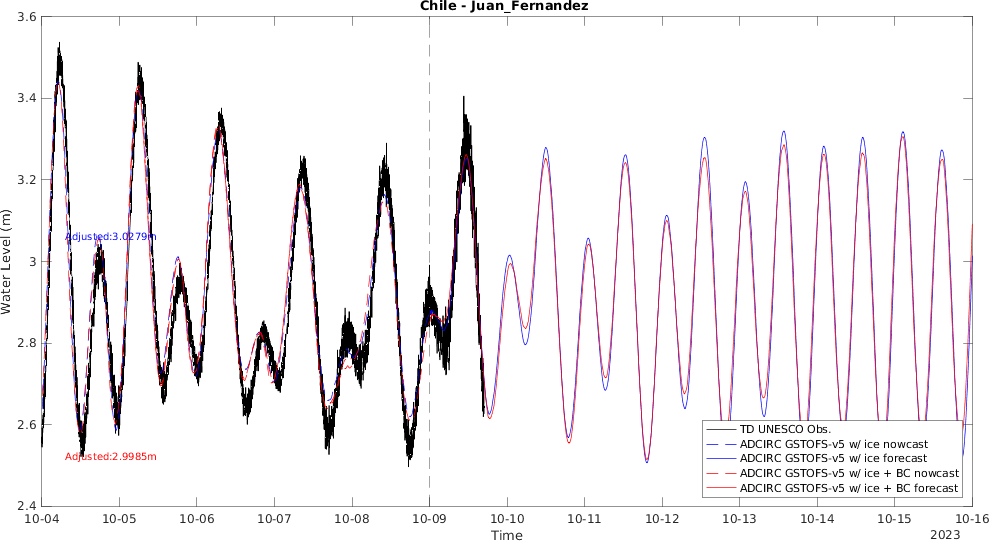 Chile - Juan_Fernandez
3.6
3.4
3.2
3
2.8
2.6
2.4
Water Level (m)
Adjusted:3.0279m
Adjusted:2.9985m
TD UNESCO Obs.
ADCIRC GSTOFS-v5 w/ ice nowcast
ADCIRC GSTOFS-v5 w/ ice forecast
ADCIRC GSTOFS-v5 w/ ice + BC nowcast
ADCIRC GSTOFS-v5 w/ ice + BC forecast
10-04 10-05 10-06 10-07 10-08 10-09 10-10 10-11 10-12 10-13 10-14 10-15 10-16
Time
2023